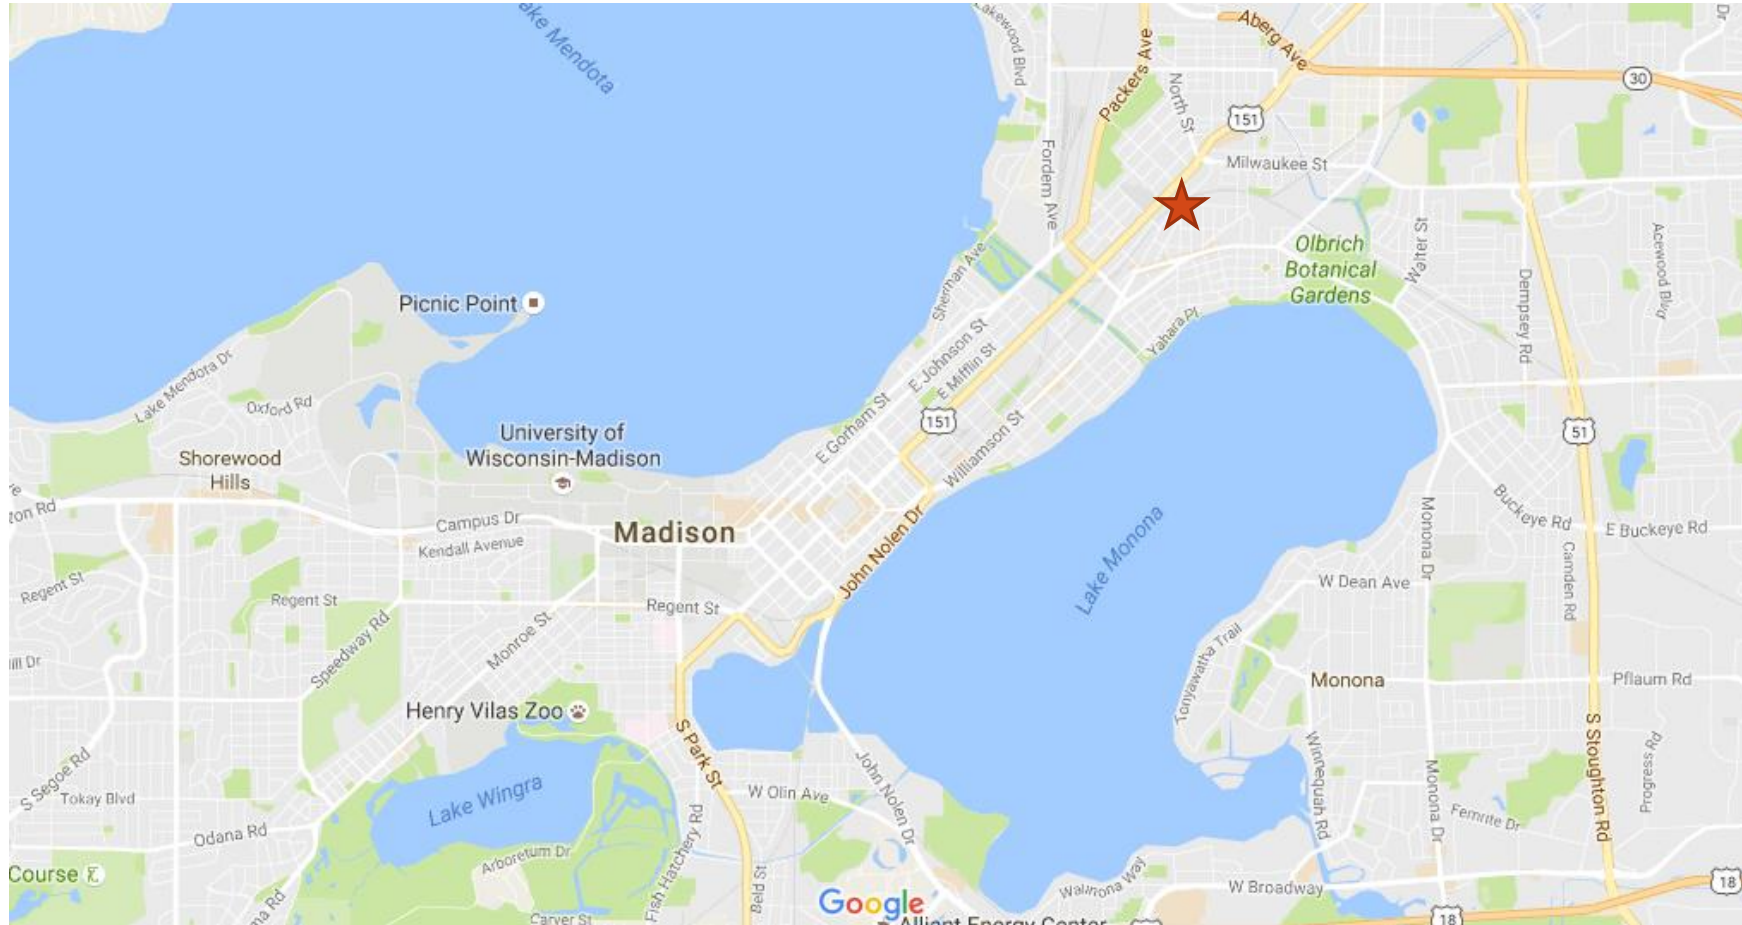 Lake Mendota
Lakewood Blvd
Packers Ave
Aberg Ave
Dr
30
North St
151
Fordem Ave
Milwaukee St
Walter St
Acewood Blvd
Olbrich
Botanical
Gardens
Sherman Ave
Dempsey Rd
Picnic Point
Yahara Pl
E Johnson St
E Mifflin St
Lake Mendota Dr
Oxford Rd
E Gorham St
151
Williamson St
51
University of
Wisconsin-Madison
Shorewood
Hills
ton Rd
Campus Dr
Kendall Avenue
Madison
John Nolen Dr
Lake Monona
Monona Dr
Buckeye Rd
E Buckeye Rd
Camden Rd
W Dean Ave
Regent St
Regent St
Regent St
Speedway Rd
Monroe St
ill Dr
Tonyawatha Trail
Monona
Pflaum Rd
Henry Vilas Zoo
S Park St
S Stoughton Rd
Progress Rd
Winnequah Rd
Monona Dr
S Segoe Rd
Tokay Blvd
Lake Wingra
W Olin Ave
John Nolen Dr
Femrite Dr
Odana Rd
Arboretum Dr
Fish Hatchery Rd
Course
Beld St
Google
Waunona Way
W Broadway
18
18
na Rd
Carver St
Alliant Energy Center